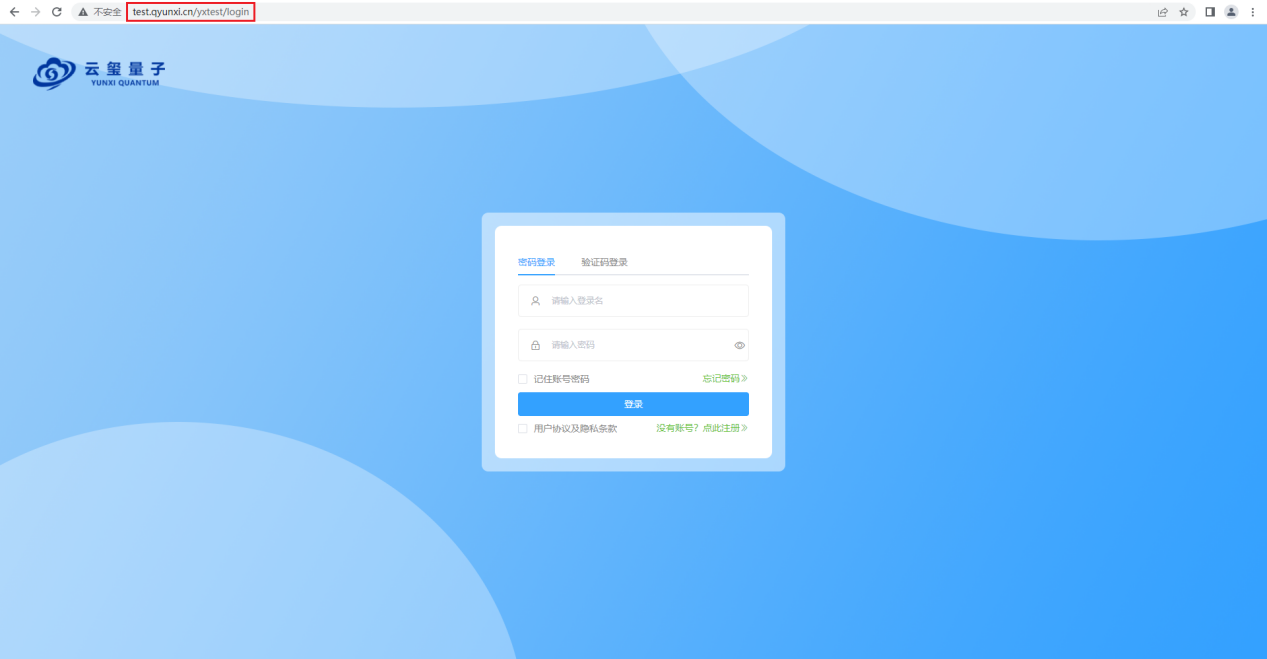 不安全 test.qyunxi.cn/yxtest/login
云玺量子
YUNXI QUANTUM
密码登录 验证码登录
请输入登录名
请输入密码
记住账号密码 忘记密码》
登录
用户协议及隐私条款 没有账号？点此注册》